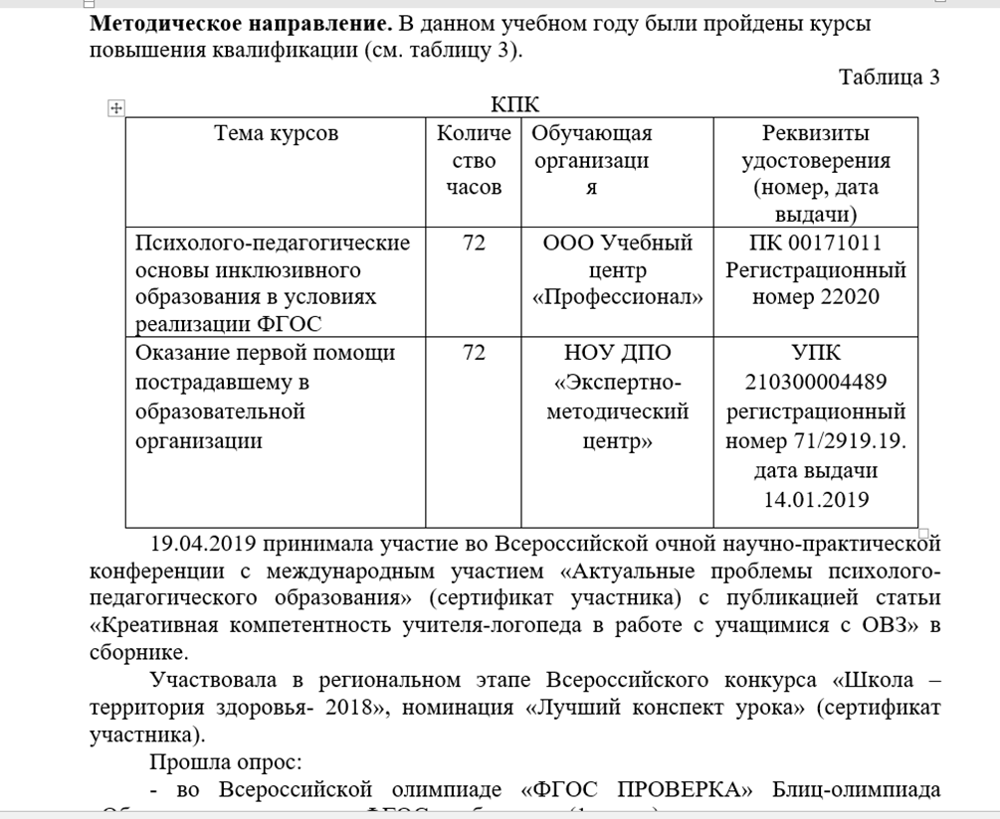 Методическое направление. В данном учебном году были пройдены курсы
повышения квалификации (см. таблицу 3).
Таблица 3
КПК
Тема курсов
Количе
ство
часов
Обучающая
организаци
я
Реквизиты
удостоверения
(номер, дата
выдачи)
Психолого-педагогические
основы инклюзивного
образования в условиях
реализации ФГОС
72
ООО Учебный
центр
«Профессионал»
ПК 00171011
Регистрационный
номер 22020
Оказание первой помощи
пострадавшему в
образовательной
организации
72
НОУ ДПО
«Экспертно-
методический
центр»
УПК
210300004489
регистрационный
номер 71/2919.19.
дата выдачи
14.01.2019
19.04.2019 принимала участие во Всероссийской очной научно-практической
конференции с международным участием «Актуальные проблемы психолого-
педагогического образования» (сертификат участника) с публикацией статьи
«Креативная компетентность учителя-логопеда в работе с учащимися с ОВЗ» в
сборнике.
Участвовала в региональном этапе Всероссийского конкурса «Школа –
территория здоровья- 2018», номинация «Лучший конспект урока» (сертификат
участника).
Прошла опрос:
- во Всероссийской олимпиаде «ФГОС ПРОВЕРКА» Блиц-олимпиада